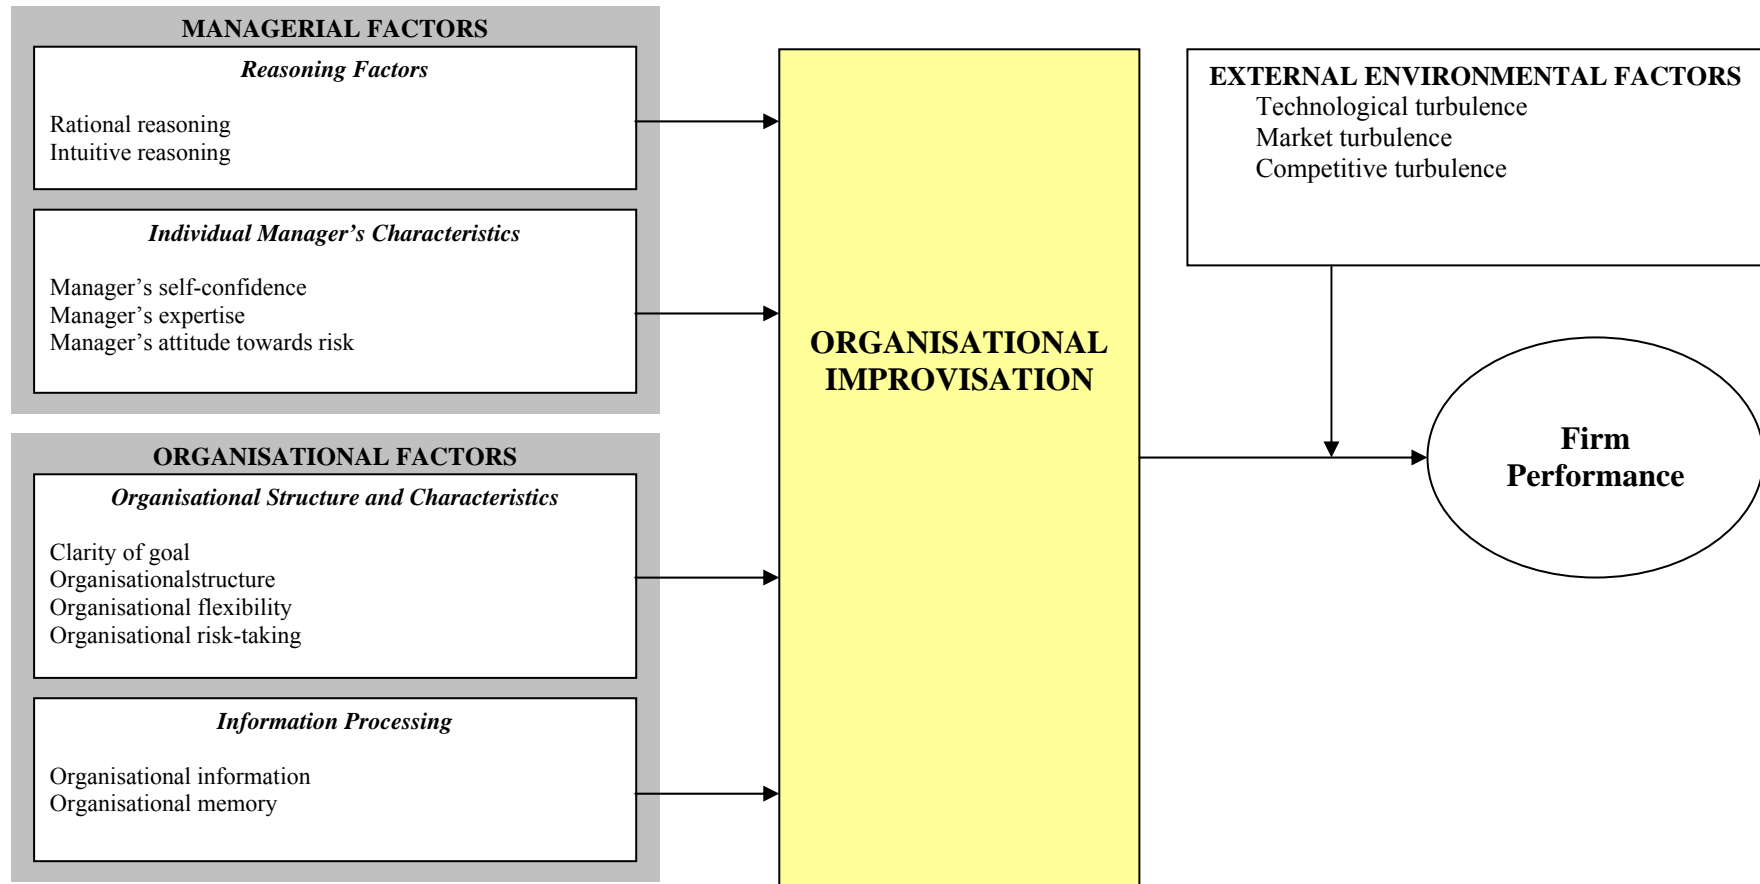 MANAGERIAL FACTORS
Reasoning Factors
Rational reasoning
Intuitive reasoning
Individual Manager’s Characteristics
Manager’s self-confidence
Manager’s expertise
Manager’s attitude towards risk
ORGANISATIONAL FACTORS
Organisational Structure and Characteristics
Clarity of goal
Organisationalstructure
Organisational flexibility
Organisational risk-taking
Information Processing
Organisational information
Organisational memory
ORGANISATIONAL
IMPROVISATION
EXTERNAL ENVIRONMENTAL FACTORS
Technological turbulence
Market turbulence
Competitive turbulence
Firm
Performance